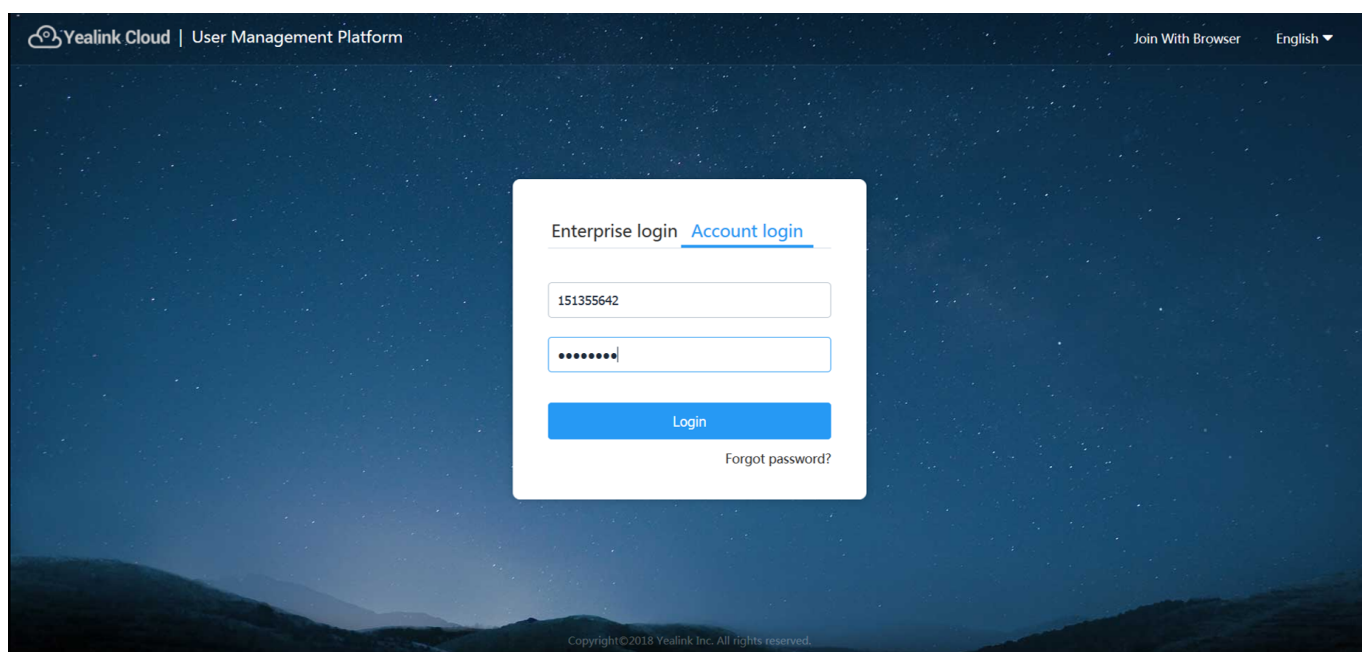 Yealink Cloud | User Management Platform
Join With Browser English
Enterprise login Account login
151355642
••••••••
Login
Forgot password?
Copyright©2018 Yealink Inc. All rights reserved.